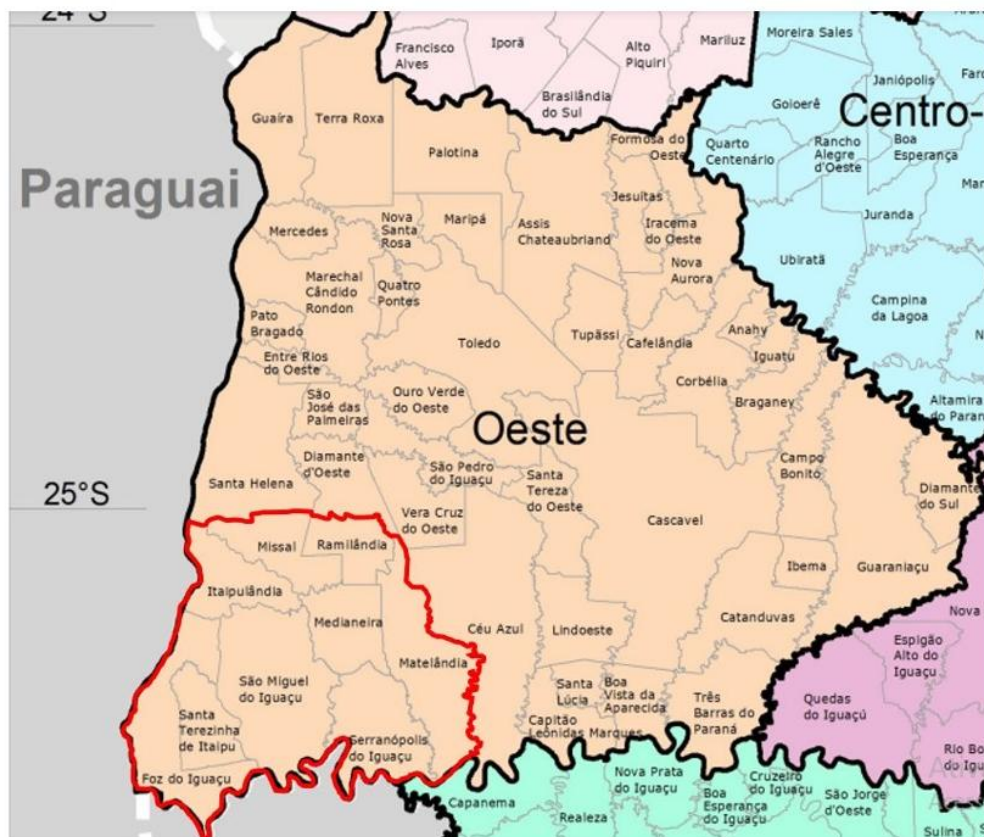 24°S
Francisco
Alves
Iporã
Alto
Piquiri
Mariluz
Moreira Sales
Brasilândia
do Sul
Janiópolis
Goioerê
Centro-
Guaíra
Terra Roxa
Palotina
Formosa do
Oeste
Quarto
Centenário
Rancho
Alegre
d'Oeste
Boa
Esperança
Paraguai
Jesuítas
Mercedes
Nova
Santa
Rosa
Maripá
Assis
Chateaubriand
Iracema
do Oeste
Juranda
Nova
Aurora
Ubiratã
Marechal
Cândido
Rondon
Quatro
Pontes
Campina
da Lagoa
Pato
Bragado
Toledo
Tupãssi
Cafelândia
Anahy
Iguatu
Entre Rios
do Oeste
Corbélia
Braganey
São
José das
Palmeiras
Ouro Verde
do Oeste
Oeste
Altamira
do Paran
Diamante
d'Oeste
São Pedro
do Iguaçu
Santa
Tereza
do Oeste
Campo
Bonito
25°S
Santa Helena
Vera Cruz
do Oeste
Cascavel
Diamante
do Sul
Missal
Ramilândia
Ibema
Guaraniaçu
Itaipulândia
Medianeira
Céu Azul
Lindoeste
Catanduvas
Nova
Espigão
Alto do
Iguaçu
Matelândia
São Miguel
do Iguaçu
Santa
Lúcia
Boa
Vista da
Aparecida
Três
Barras do
Paraná
Quedas
do Iguaçú
Santa
Terezinha
de Itaipu
Capitão
Leônidas Marques
Serranópolis
do Iguaçu
Foz do Iguaçu
Rio Bo
do Igu
Capanema
Realeza
Nova Prata
do Iguaçu
Boa
Esperança
do Iguaçu
Cruzeiro
do Iguaçu
São Jorge
d'Oeste
Sulina